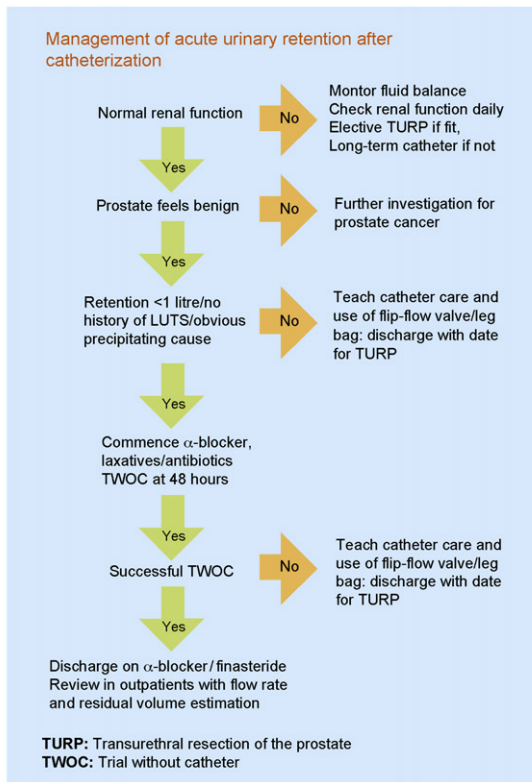 Management of acute urinary retention after
catheterization
Normal renal function
No
Montor fluid balance
Check renal function daily
Elective TURP if fit,
Long-term catheter if not
Yes
Prostate feels benign
No
Further investigation for
prostate cancer
Yes
Retention <1 litre/no
history of LUTS/obvious
precipitating cause
No
Teach catheter care and
use of flip-flow valve/leg
bag: discharge with date
for TURP
Yes
Commence α-blocker,
laxatives/antibiotics
TWOC at 48 hours
Yes
Successful TWOC
No
Teach catheter care and
use of flip-flow valve/leg
bag: discharge with date
for TURP
Yes
Discharge on α-blocker/finasteride
Review in outpatients with flow rate
and residual volume estimation
TURP: Transurethral resection of the prostate
TWOC: Trial without catheter